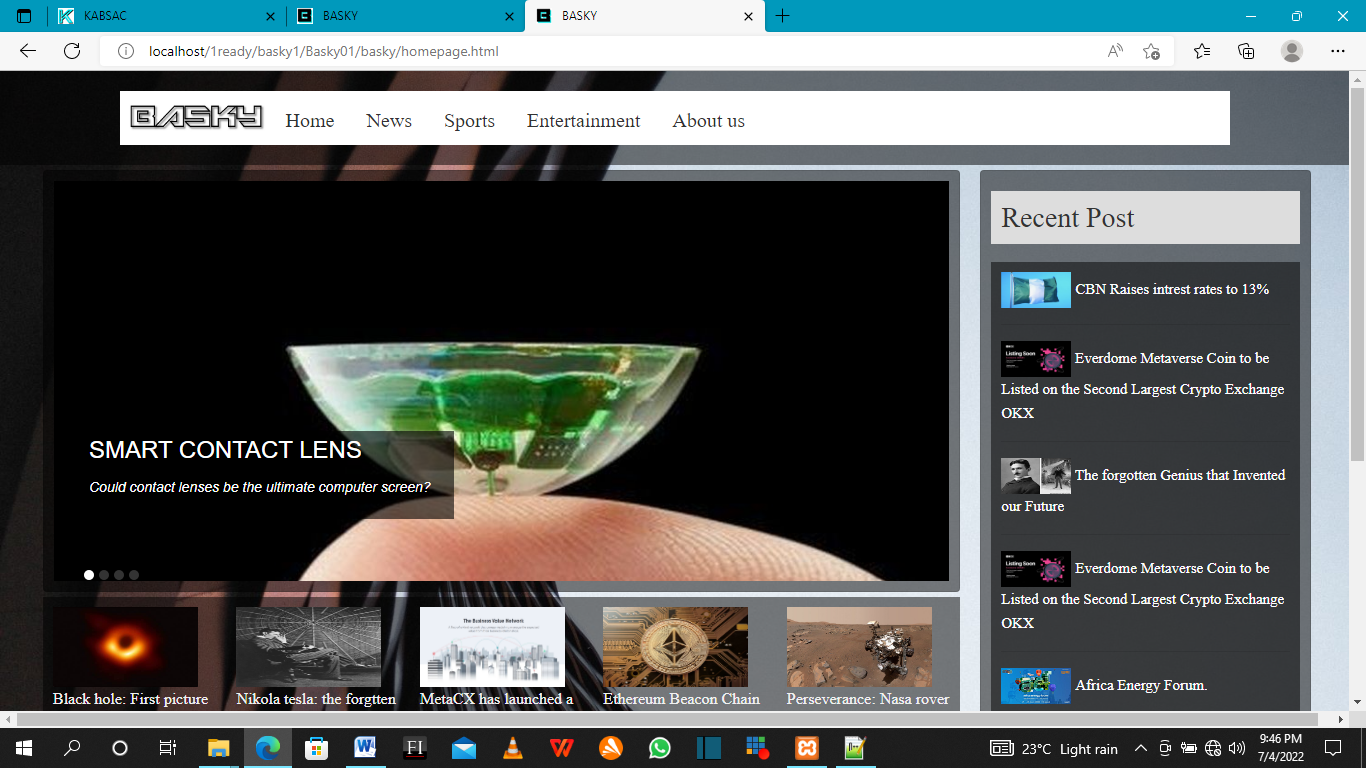 KABSAC
BASKY
BASKY
localhost/1ready/basky1/Basky01/basky/homepage.html
BASKY
Home
News
Sports
Entertainment
About us
SMART CONTACT LENS
Could contact lenses be the ultimate computer screen?
Black hole: First picture
Nikola tesla: the forgtten
The Business Value Network
MetaCX has launched a
Ethereum Beacon Chain
Perseverance: Nasa rover
Recent Post
CBN Raises intrest rates to 13%
Listing Soon
Everdome Metaverse Coin to be
Listed on the Second Largest Crypto Exchange
OKX
The forgotten Genius that Invented
our Future
Listing Soon
Everdome Metaverse Coin to be
Listed on the Second Largest Crypto Exchange
OKX
Africa Energy Forum.
FI
23°C Light rain
9:46 PM
7/4/2022